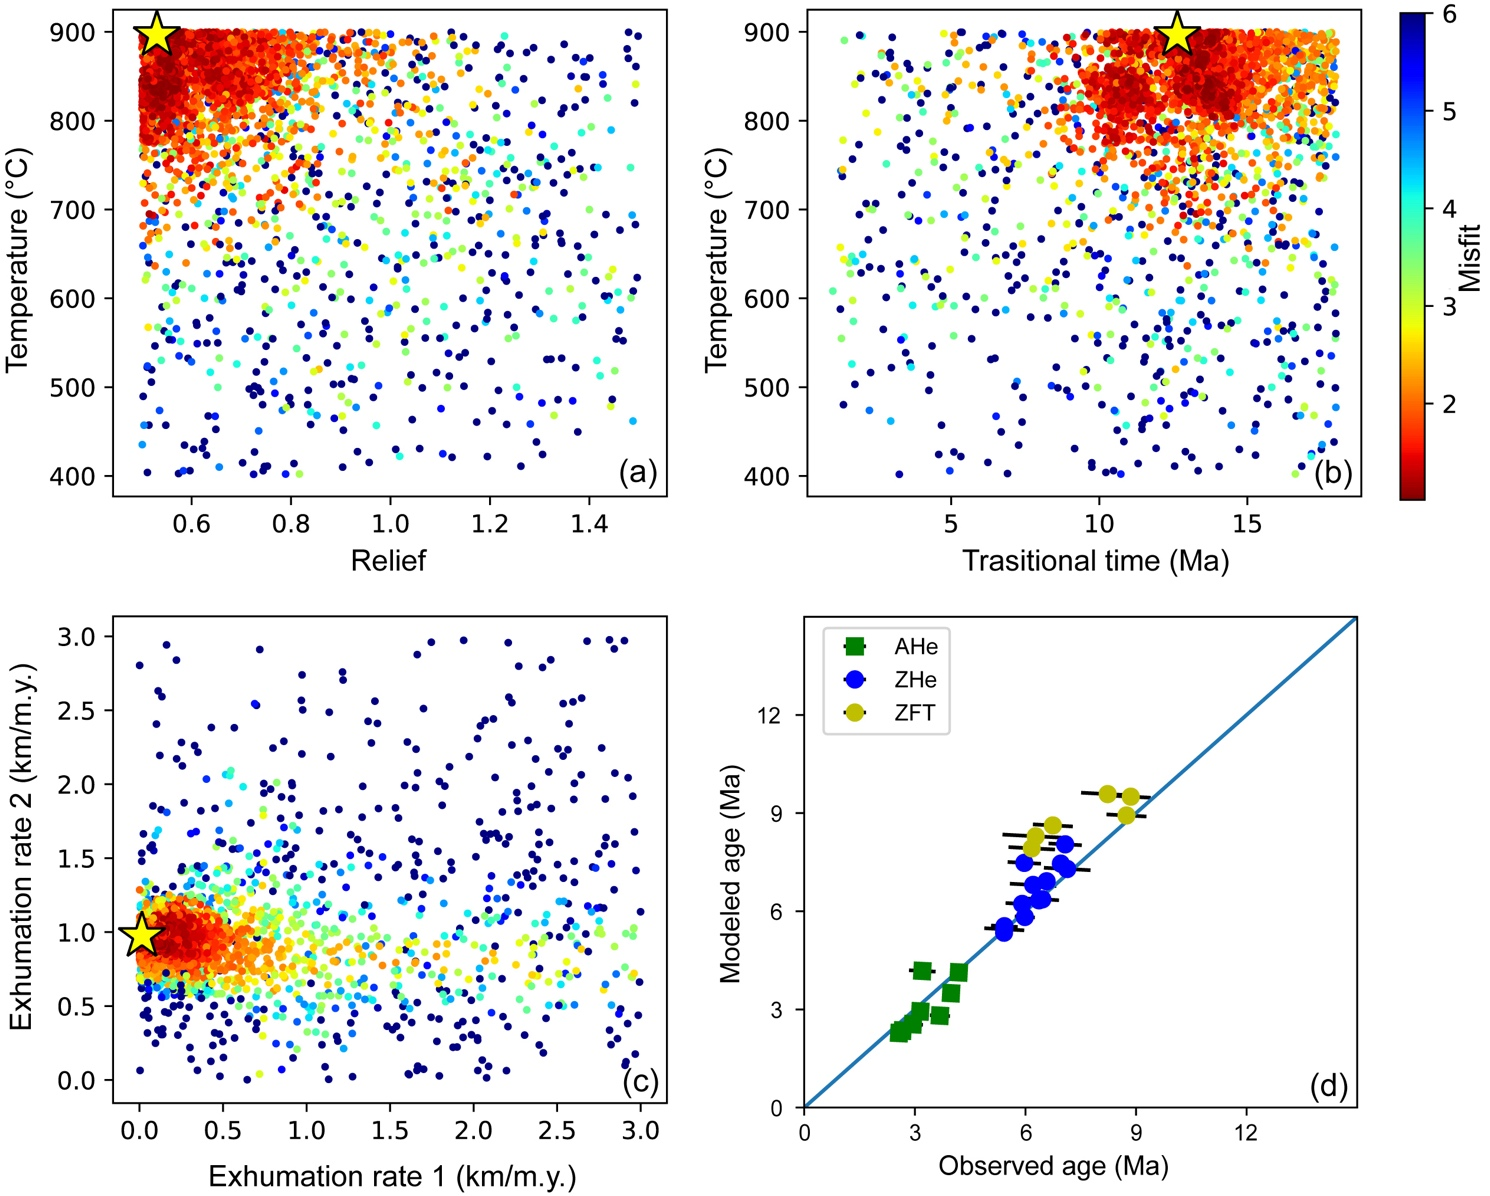 900
800
700
600
500
400
Temperature (°C)
0.6 0.8 1.0 1.2 1.4
Relief
(a)
900
800
700
600
500
400
Temperature (°C)
5 10 15
Trasitional time (Ma)
(b)
6
5
4
3
2
Misfit
3.0
2.5
2.0
1.5
1.0
0.5
0.0
Exhumation rate 2 (km/m.y.)
0.0 0.5 1.0 1.5 2.0 2.5 3.0
Exhumation rate 1 (km/m.y.)
(c)
AHe
ZHe
ZFT
12
9
6
3
0
Modeled age (Ma)
0 3 6 9 12
Observed age (Ma)
(d)